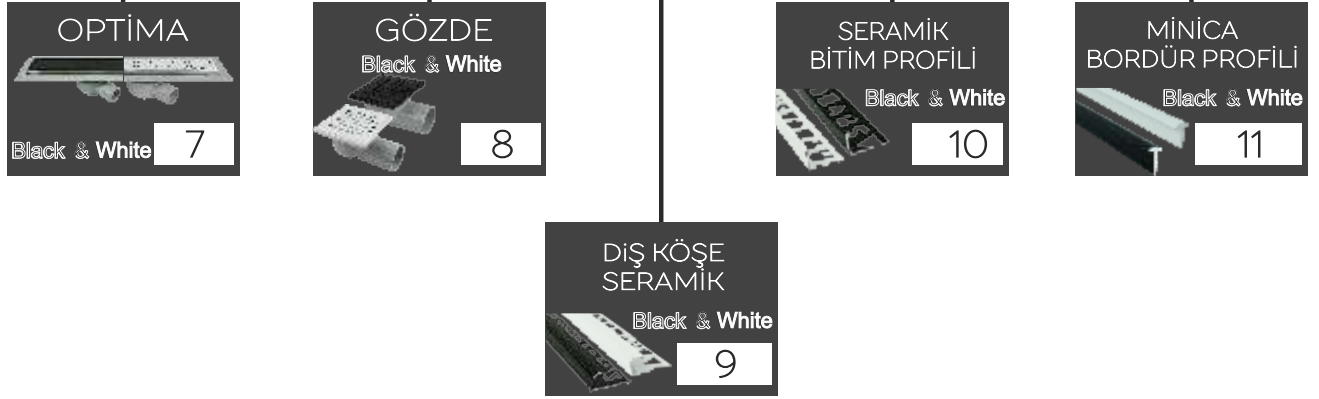 OPTİMA
Black & White
7
GÖZDE
Black & White
8
SERAMİK
BİTİM PROFİLİ
Black & White
10
MİNİCA
BORDÜR PROFİLİ
Black & White
11
DiŞ KÖŞE
SERAMİK
Black & White
9